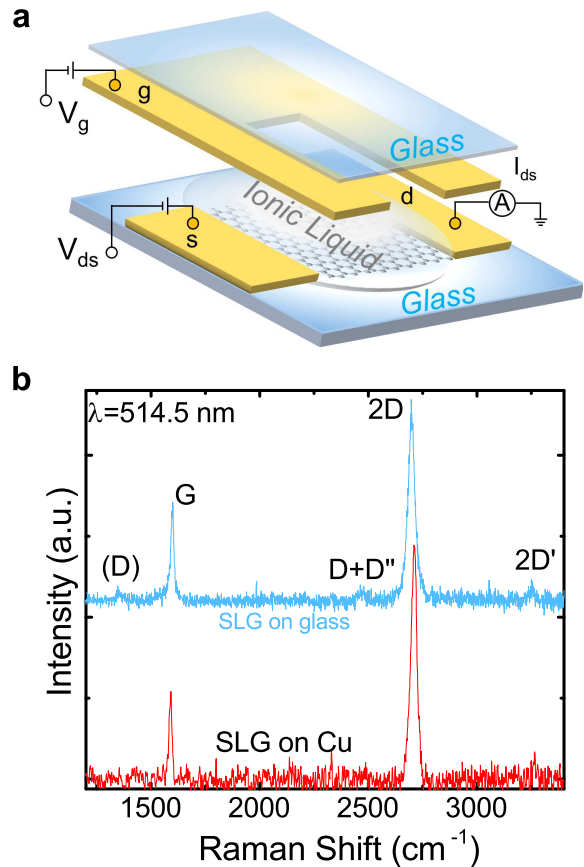 a
g
V_g
Glass
I_ds
d
A
Ionic Liquid
s
V_ds
Glass
b
λ=514.5 nm
2D
G
(D)
D+D"
2D'
SLG on glass
SLG on Cu
Intensity (a.u.)
1500 2000 2500 3000
Raman Shift (cm⁻¹)